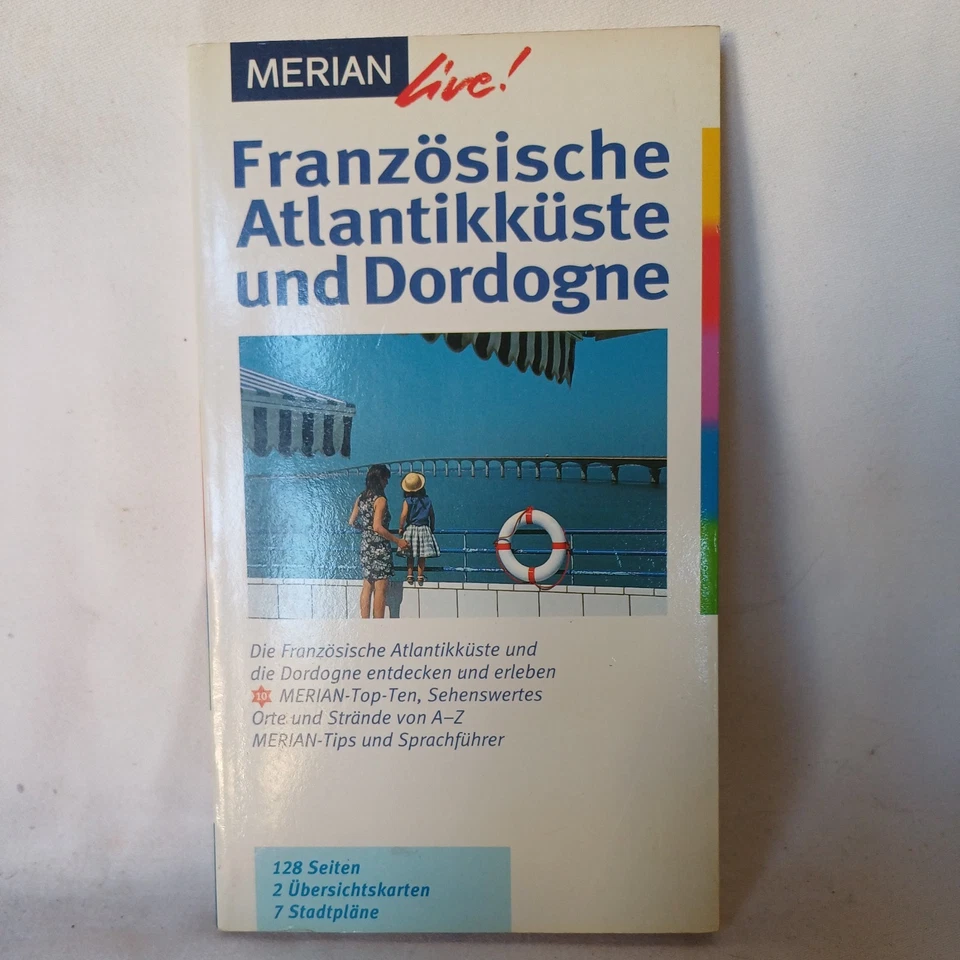 MERIAN live!
Französische
Atlantikküste
und Dordogne
Die Französische Atlantikküste und
die Dordogne entdecken und erleben
10 MERIAN-Top-Ten, Sehenswertes
Orte und Strände von A–Z
MERIAN-Tips und Sprachführer
128 Seiten
2 Übersichtskarten
7 Stadtpläne